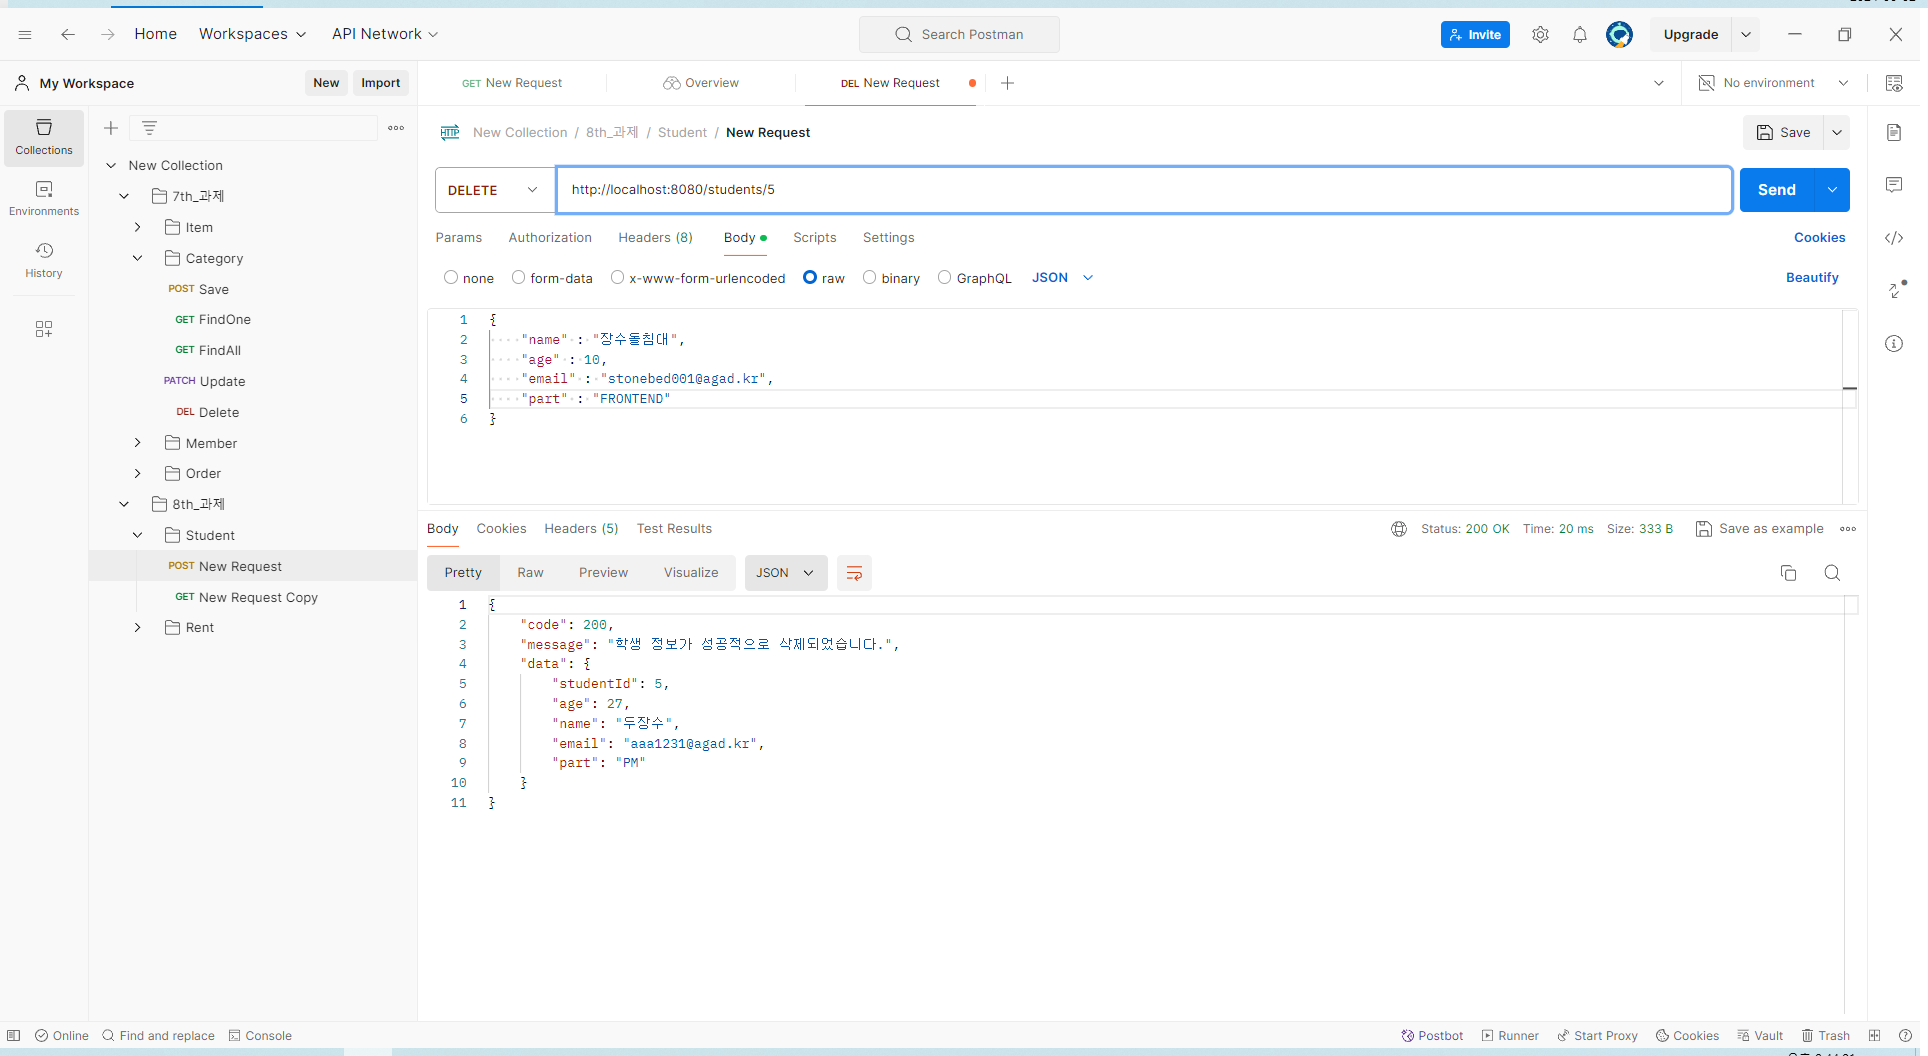 Home Workspaces API Network Search Postman Invite Upgrade
My Workspace New Import GET New Request Overview DEL New Request No environment
Collections
Environments
History
New Collection
7th_과제
Item
Category
POST Save
GET FindOne
GET FindAll
PATCH Update
DEL Delete
Member
Order
8th_과제
Student
POST New Request
GET New Request Copy
Rent
HTTP New Collection / 8th_과제 / Student / New Request Save
DELETE http://localhost:8080/students/5 Send
Params Authorization Headers (8) Body Scripts Settings Cookies
none form-data x-www-form-urlencoded raw binary GraphQL JSON Beautify
1 {
2 "name" : "장수돌침대",
3 "age" : 10,
4 "email" : "stonebed001@agad.kr",
5 "part" : "FRONTEND"
6 }
Body Cookies Headers (5) Test Results Status: 200 OK Time: 20 ms Size: 333 B Save as example
Pretty Raw Preview Visualize JSON
1 {
2 "code": 200,
3 "message": "학생 정보가 성공적으로 삭제되었습니다.",
4 "data": {
5 "studentId": 5,
6 "age": 27,
7 "name": "두장수",
8 "email": "aaa1231@agad.kr",
9 "part": "PM"
10 }
11 }
Online Find and replace Console Postbot Runner Start Proxy Cookies Vault Trash